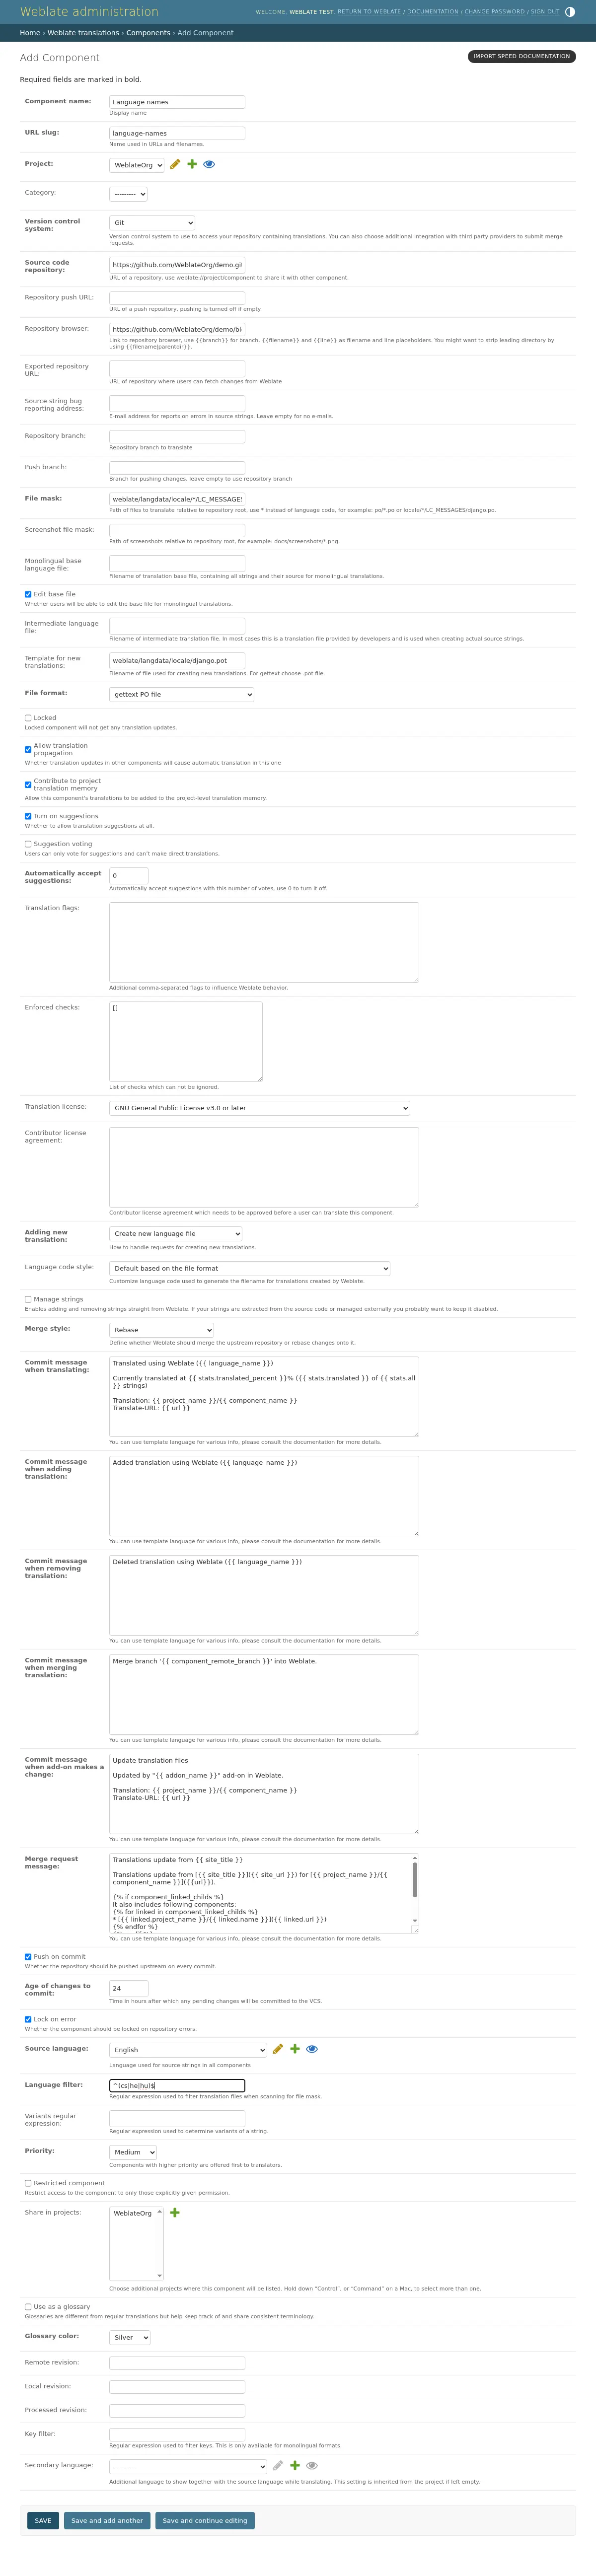 Weblate administration
WELCOME, WEBLATE TEST. RETURN TO WEBLATE / DOCUMENTATION / CHANGE PASSWORD / SIGN OUT
Home › Weblate translations › Components › Add Component
Add Component
IMPORT SPEED DOCUMENTATION
Required fields are marked in bold.
Component name:
Language names
Display name
URL slug:
language-names
Name used in URLs and filenames.
Project:
WeblateOrg
Category:
---------
Version control
system:
Git
Version control system to use to access your repository containing translations. You can also choose additional integration with third party providers to submit merge
requests.
Source code
repository:
https://github.com/WeblateOrg/demo.gi
URL of a repository, use weblate://project/component to share it with other component.
Repository push URL:
URL of a push repository, pushing is turned off if empty.
Repository browser:
https://github.com/WeblateOrg/demo/bl
Link to repository browser, use {{branch}} for branch, {{filename}} and {{line}} as filename and line placeholders. You might want to strip leading directory by
using {{filename|parentdir}}.
Exported repository
URL:
URL of repository where users can fetch changes from Weblate
Source string bug
reporting address:
E-mail address for reports on errors in source strings. Leave empty for no e-mails.
Repository branch:
Repository branch to translate
Push branch:
Branch for pushing changes, leave empty to use repository branch
File mask:
weblate/langdata/locale/*/LC_MESSAGES
Path of files to translate relative to repository root, use * instead of language code, for example: po/*.po or locale/*/LC_MESSAGES/django.po.
Screenshot file mask:
Path of screenshots relative to repository root, for example: docs/screenshots/*.png.
Monolingual base
language file:
Filename of translation base file, containing all strings and their source for monolingual translations.
Edit base file
Whether users will be able to edit the base file for monolingual translations.
Intermediate language
file:
Filename of intermediate translation file. In most cases this is a translation file provided by developers and is used when creating actual source strings.
Template for new
translations:
weblate/langdata/locale/django.pot
Filename of file used for creating new translations. For gettext choose .pot file.
File format:
gettext PO file
Locked
Locked component will not get any translation updates.
Allow translation
propagation
Whether translation updates in other components will cause automatic translation in this one
Contribute to project
translation memory
Allow this component's translations to be added to the project-level translation memory.
Turn on suggestions
Whether to allow translation suggestions at all.
Suggestion voting
Users can only vote for suggestions and can’t make direct translations.
Automatically accept
suggestions:
0
Automatically accept suggestions with this number of votes, use 0 to turn it off.
Translation flags:
Additional comma-separated flags to influence Weblate behavior.
Enforced checks:
[]
List of checks which can not be ignored.
Translation license:
GNU General Public License v3.0 or later
Contributor license
agreement:
Contributor license agreement which needs to be approved before a user can translate this component.
Adding new
translation:
Create new language file
How to handle requests for creating new translations.
Language code style:
Default based on the file format
Customize language code used to generate the filename for translations created by Weblate.
Manage strings
Enables adding and removing strings straight from Weblate. If your strings are extracted from the source code or managed externally you probably want to keep it disabled.
Merge style:
Rebase
Define whether Weblate should merge the upstream repository or rebase changes onto it.
Commit message
when translating:
Translated using Weblate ({{ language_name }})
Currently translated at {{ stats.translated_percent }}% ({{ stats.translated }} of {{ stats.all
}} strings)
Translation: {{ project_name }}/{{ component_name }}
Translate-URL: {{ url }}
You can use template language for various info, please consult the documentation for more details.
Commit message
when adding
translation:
Added translation using Weblate ({{ language_name }})
You can use template language for various info, please consult the documentation for more details.
Commit message
when removing
translation:
Deleted translation using Weblate ({{ language_name }})
You can use template language for various info, please consult the documentation for more details.
Commit message
when merging
translation:
Merge branch '{{ component_remote_branch }}' into Weblate.
You can use template language for various info, please consult the documentation for more details.
Commit message
when add-on makes a
change:
Update translation files
Updated by "{{ addon_name }}" add-on in Weblate.
Translation: {{ project_name }}/{{ component_name }}
Translate-URL: {{ url }}
You can use template language for various info, please consult the documentation for more details.
Merge request
message:
Translations update from {{ site_title }}
Translations update from [{{ site_title }}]({{ site_url }}) for [{{ project_name }}/{{
component_name }}]({{url}}).
{% if component_linked_childs %}
It also includes following components:
{% for linked in component_linked_childs %}
* [{{ linked.project_name }}/{{ linked.name }}]({{ linked.url }})
{% endfor %}
You can use template language for various info, please consult the documentation for more details.
Push on commit
Whether the repository should be pushed upstream on every commit.
Age of changes to
commit:
24
Time in hours after which any pending changes will be committed to the VCS.
Lock on error
Whether the component should be locked on repository errors.
Source language:
English
Language used for source strings in all components
Language filter:
^(cs|he|hu)$
Regular expression used to filter translation files when scanning for file mask.
Variants regular
expression:
Regular expression used to determine variants of a string.
Priority:
Medium
Components with higher priority are offered first to translators.
Restricted component
Restrict access to the component to only those explicitly given permission.
Share in projects:
WeblateOrg
Choose additional projects where this component will be listed. Hold down “Control”, or “Command” on a Mac, to select more than one.
Use as a glossary
Glossaries are different from regular translations but help keep track of and share consistent terminology.
Glossary color:
Silver
Remote revision:
Local revision:
Processed revision:
Key filter:
Regular expression used to filter keys. This is only available for monolingual formats.
Secondary language:
---------
Additional language to show together with the source language while translating. This setting is inherited from the project if left empty.
SAVE
Save and add another
Save and continue editing